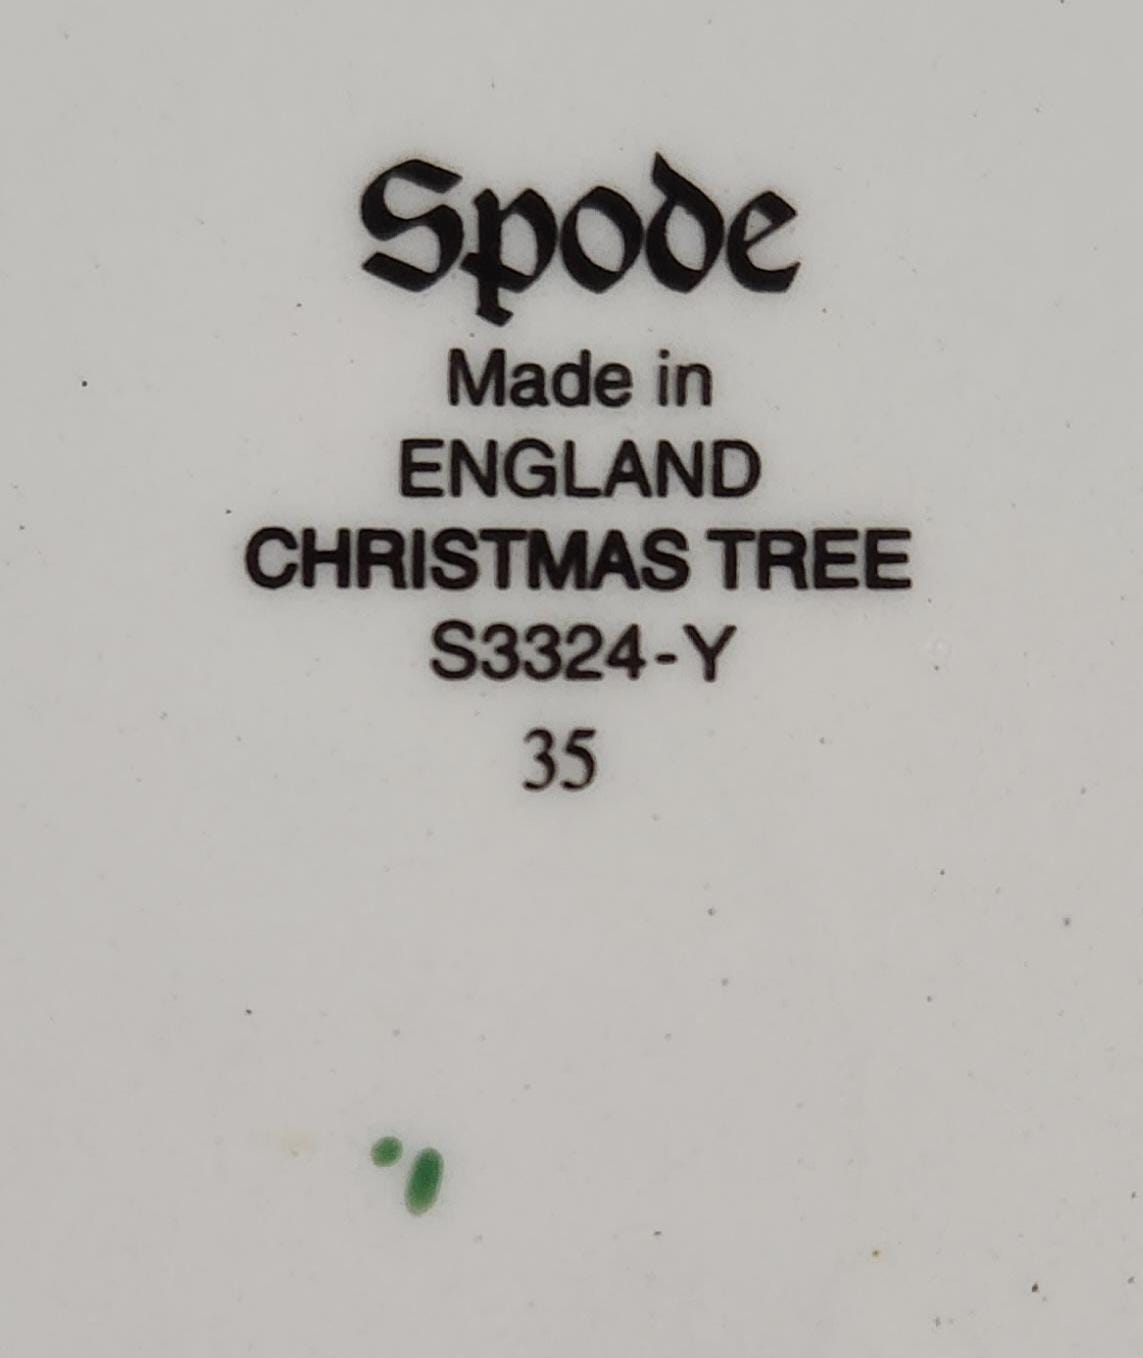 Spode
Made in
ENGLAND
CHRISTMAS TREE
S3324-Y
35